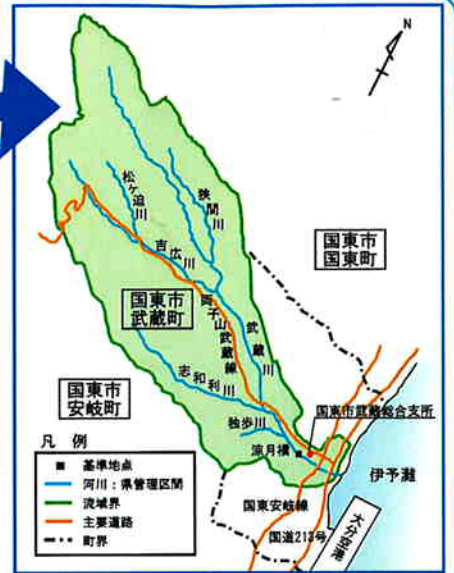 N
松ヶ迫川
狭間川
吉広川
国東市
国東町
国東市
武蔵町
両子山武蔵線
武蔵川
国東市
安岐町
志和利川
独歩川
国東市武蔵総合支所
涼月橋
伊予灘
凡 例
基準地点
河川：県管理区間
流域界
主要道路
町界
国東安岐線
国道213号
大分空港